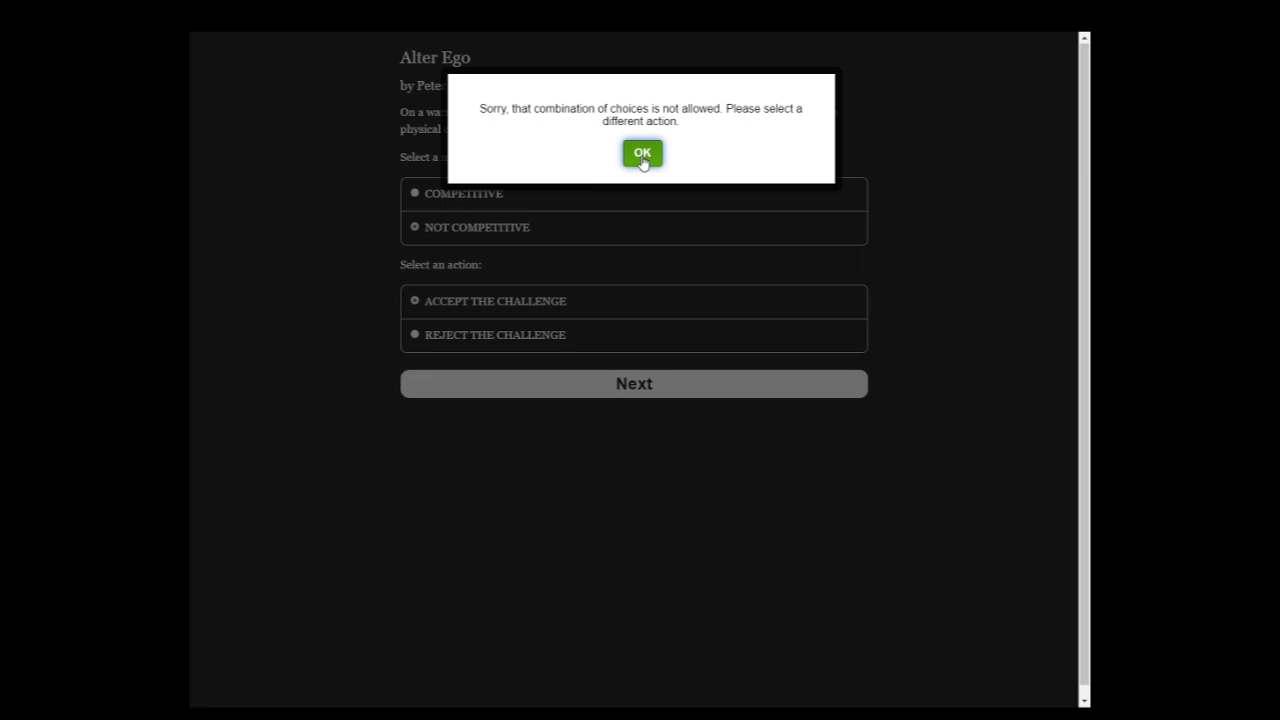 Alter Ego
by Pete
Sorry, that combination of choices is not allowed. Please select a
different action.
OK
On a wa
physical
Select a
COMPETITIVE
NOT COMPETITIVE
Select an action:
ACCEPT THE CHALLENGE
REJECT THE CHALLENGE
Next